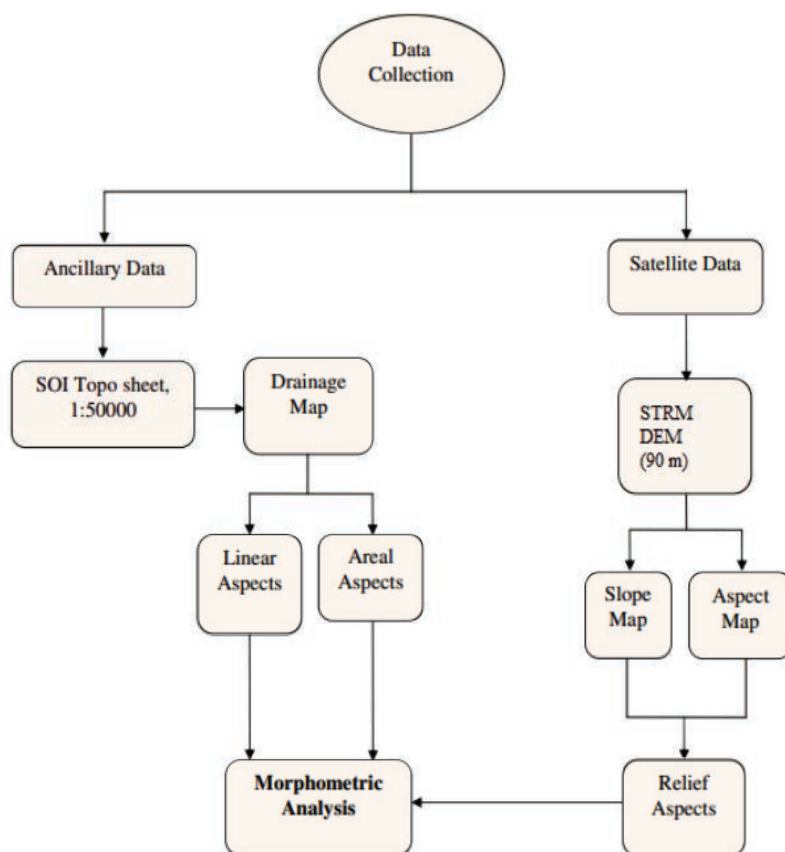 Data
Collection
Ancillary Data
Satellite Data
SOI Topo sheet,
1:50000
Drainage
Map
STRM
DEM
(90 m)
Linear
Aspects
Areal
Aspects
Slope
Map
Aspect
Map
Morphometric
Analysis
Relief
Aspects